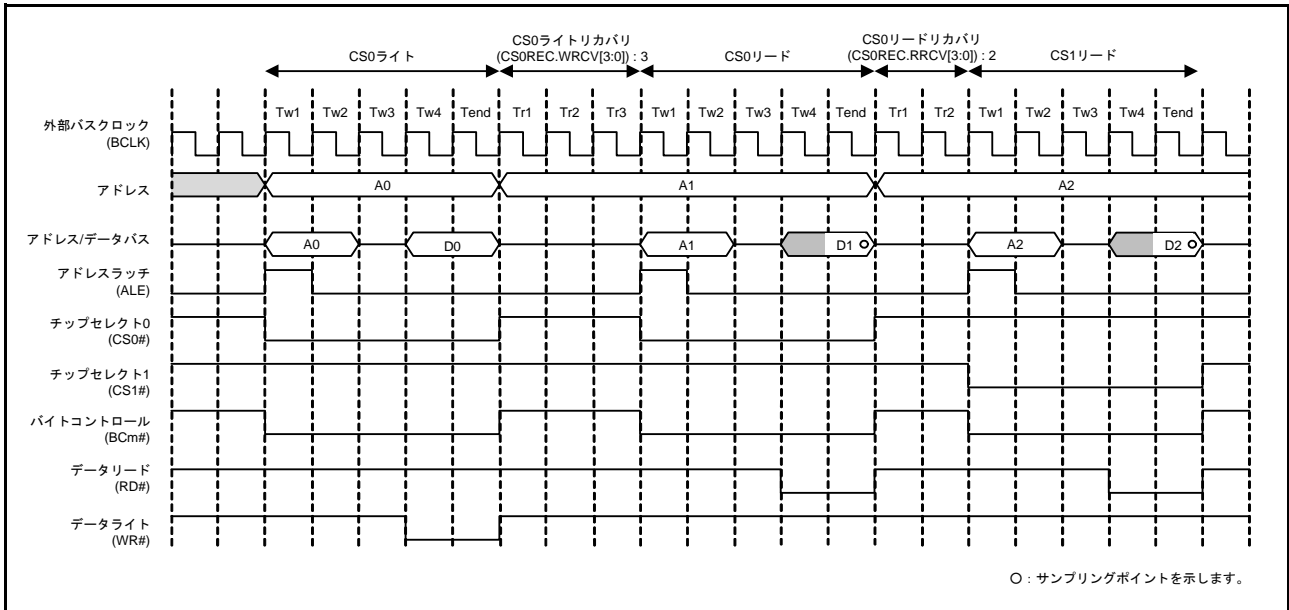 CS0ライト
CS0ライトリカバリ
(CS0REC.WRCV[3:0]) : 3
CS0リード
CS0リードリカバリ
(CS0REC.RRCV[3:0]) : 2
CS1リード
Tw1 Tw2 Tw3 Tw4 Tend Tr1 Tr2 Tr3 Tw1 Tw2 Tw3 Tw4 Tend Tr1 Tr2 Tw1 Tw2 Tw3 Tw4 Tend
外部バスクロック
(BCLK)
アドレス A0 A1 A2
アドレス/データバス A0 D0 A1 D1 A2 D2
アドレスラッチ
(ALE)
チップセレクト0
(CS0#)
チップセレクト1
(CS1#)
バイトコントロール
(BCm#)
データリード
(RD#)
データライト
(WR#)
○ : サンプリングポイントを示します。